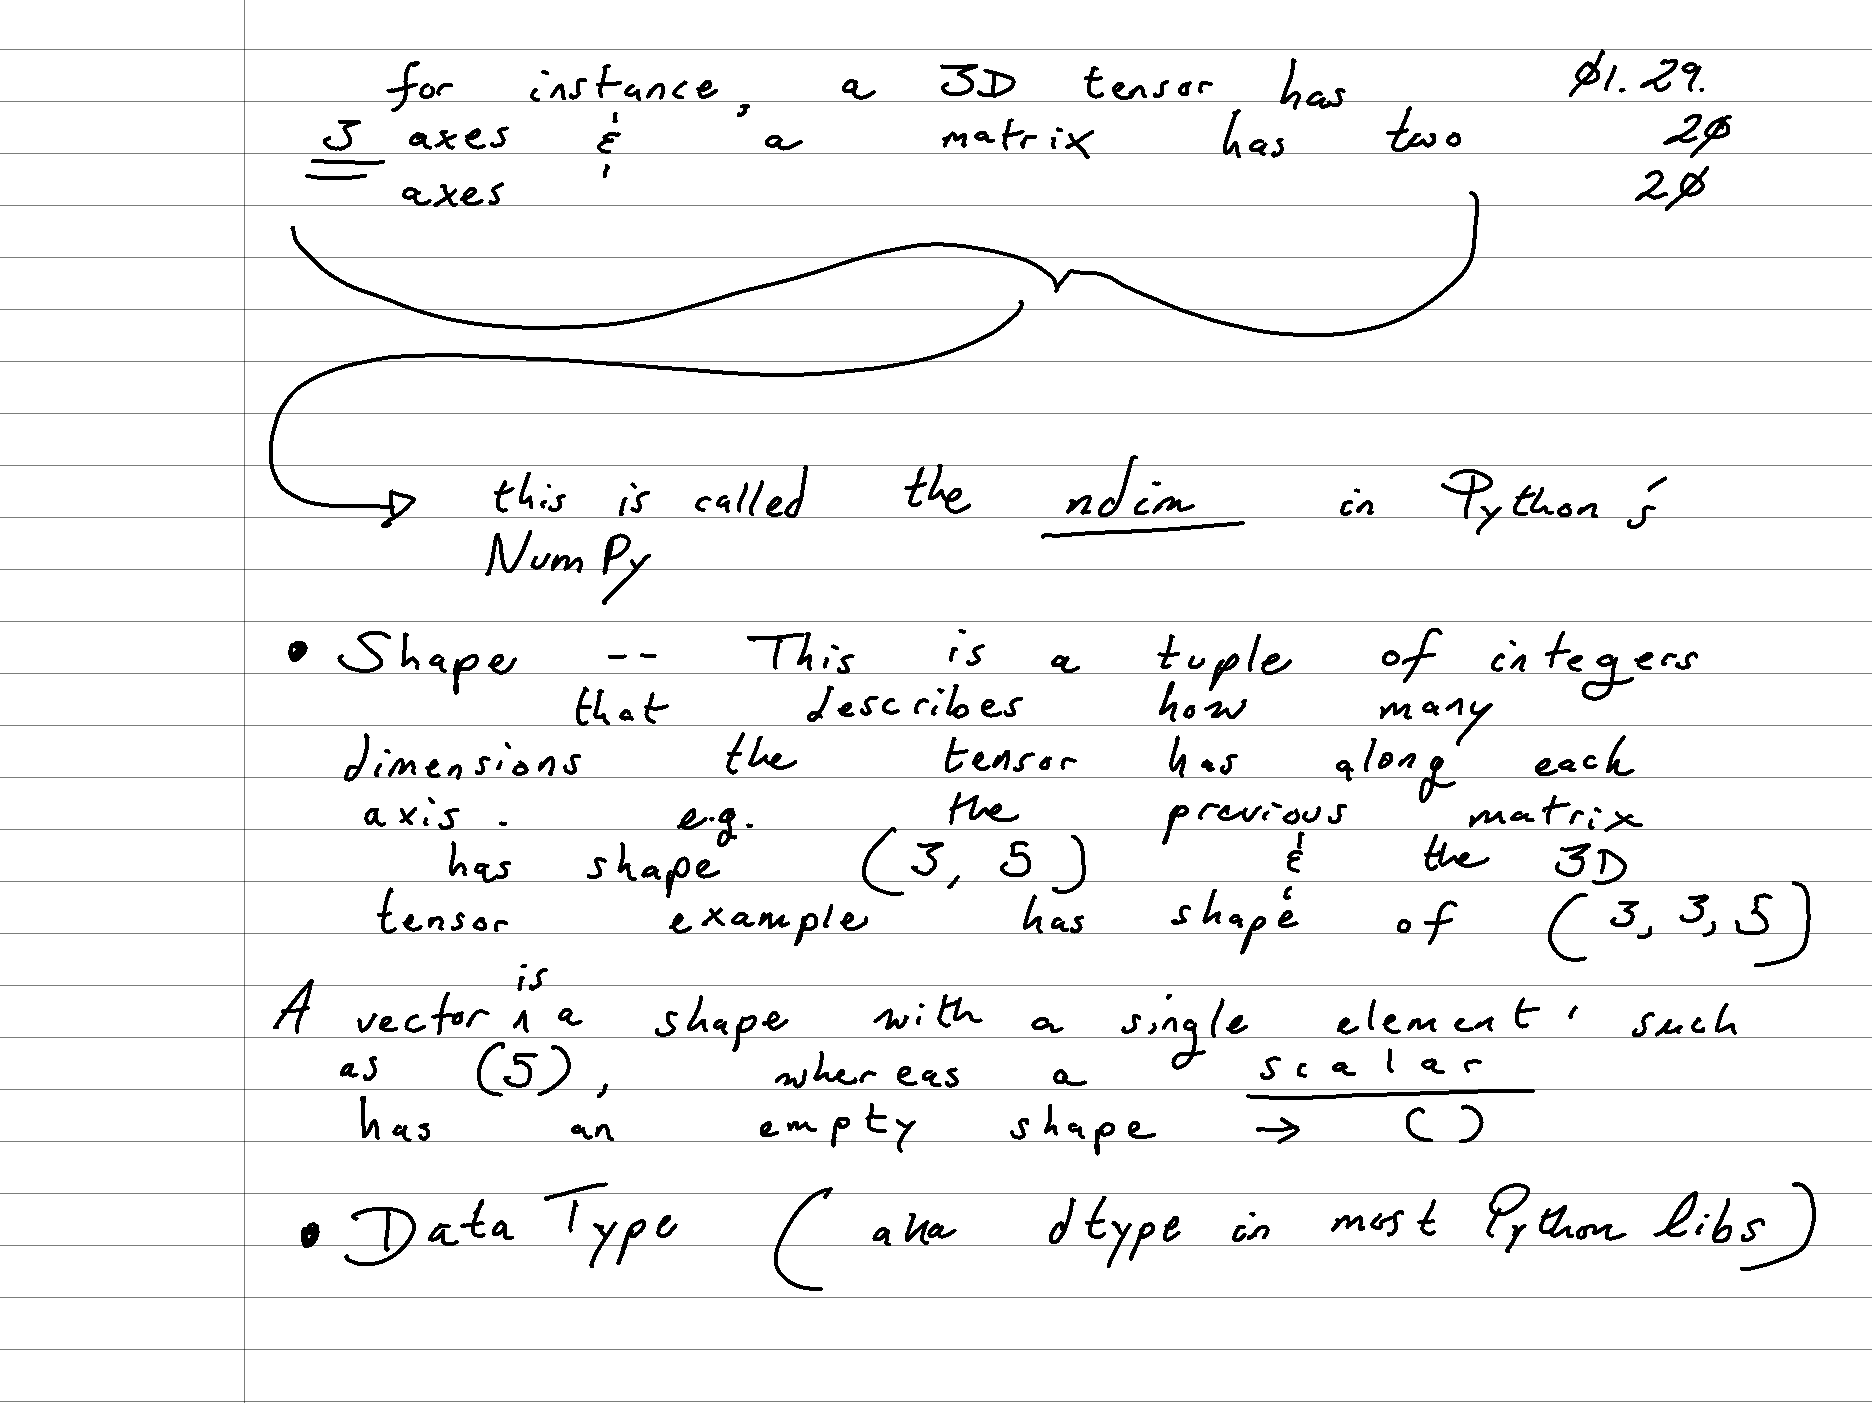 for instance, a 3D tensor has
3 axes & a matrix has two
axes
Ø1.29.
2Ø
2Ø
this is called the ndim in Python's
NumPy
• Shape -- This is a tuple of integers
that describes how many
dimensions the tensor has along each
axis. e.g. the previous matrix
has shape (3, 5) & the 3D
tensor example has shape of (3, 3, 5)
A vector ^ is a shape with a single element, such
as (5), whereas a scalar
has an empty shape → ()
• Data Type (aka dtype in most Python libs)